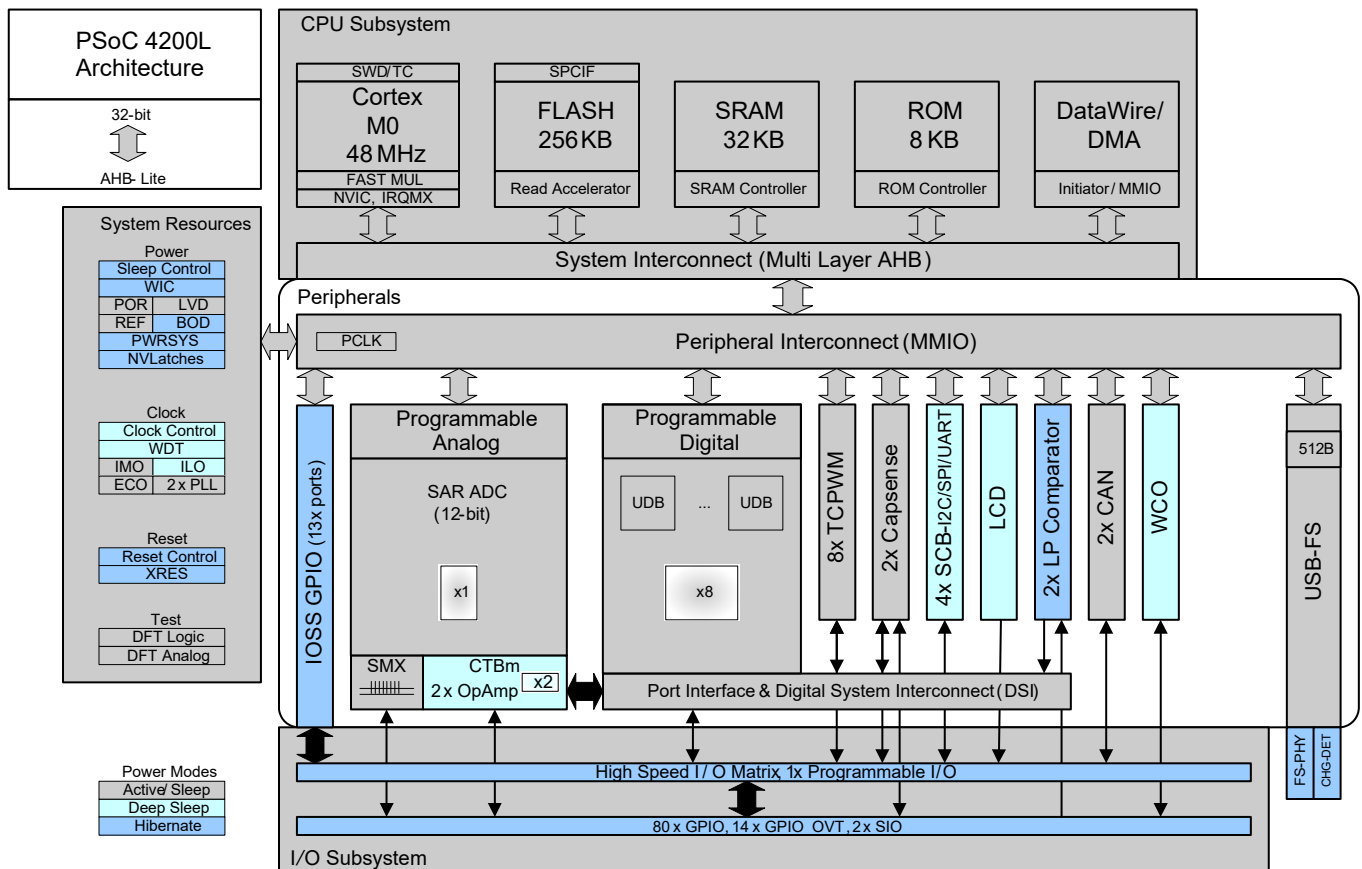 PSoC 4200L
Architecture
32-bit
AHB- Lite
CPU Subsystem
SWD/TC
Cortex
M0
48 MHz
FAST MUL
NVIC, IRQMX
SPCIF
FLASH
256 KB
Read Accelerator
SRAM
32 KB
SRAM Controller
ROM
8 KB
ROM Controller
DataWire/
DMA
Initiator/ MMIO
System Interconnect (Multi Layer AHB)
System Resources
Power
Sleep Control
WIC
POR LVD
REF BOD
PWRSYS
NVLatches
Clock
Clock Control
WDT
IMO ILO
ECO 2 x PLL
Reset
Reset Control
XRES
Test
DFT Logic
DFT Analog
Peripherals
PCLK
Peripheral Interconnect (MMIO)
IOSS GPIO (13x ports)
Programmable
Analog
SAR ADC
(12-bit)
x1
SMX
CTBm
2 x OpAmp
x2
Programmable
Digital
UDB ... UDB
x8
8x TCPWM
2x Capsense
4x SCB-I2C/SPI/UART
LCD
2x LP Comparator
2x CAN
WCO
512B
USB-FS
FS-PHY
CHG-DET
Port Interface & Digital System Interconnect (DSI)
High Speed I / O Matrix, 1x Programmable I/O
80 x GPIO, 14 x GPIO OVT, 2 x SIO
I/O Subsystem
Power Modes
Active/ Sleep
Deep Sleep
Hibernate